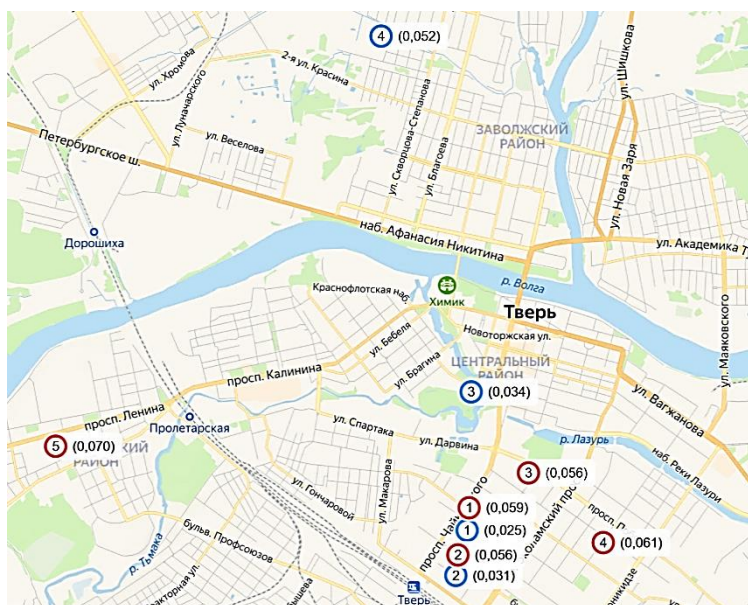 4 (0,052)
ул. Хромова
2-я ул. Красина
ул. Луначарского
ул. Шишкова
Петербургское ш.
ул. Веселова
ул. Скворцова-Степанова
ул. Благоева
ЗАВОЛЖСКИЙ
РАЙОН
ул. Новая Заря
Дорошиха
наб. Афанасия Никитина
ул. Академика Т
р. Волга
Краснофлотская наб.
Химик
Тверь
Новоторжская ул.
ул. Бебеля
ул. Брагина
ЦЕНТРАЛЬНЫЙ
РАЙОН
ул. Маяковского
просп. Калинина
3 (0,034)
ул. Вагжанова
просп. Ленина
Пролетарская
ул. Спартака
ул. Дарвина
р. Лазурь
наб. Реки Лазури
5 (0,070)
РАЙОН
3 (0,056)
ул. Макарова
ул. Гончаровой
1 (0,059)
1 (0,025)
просп.
4 (0,061)
2 (0,056)
2 (0,031)
бульв. Профсоюзов
р. Тьмака
Тверь